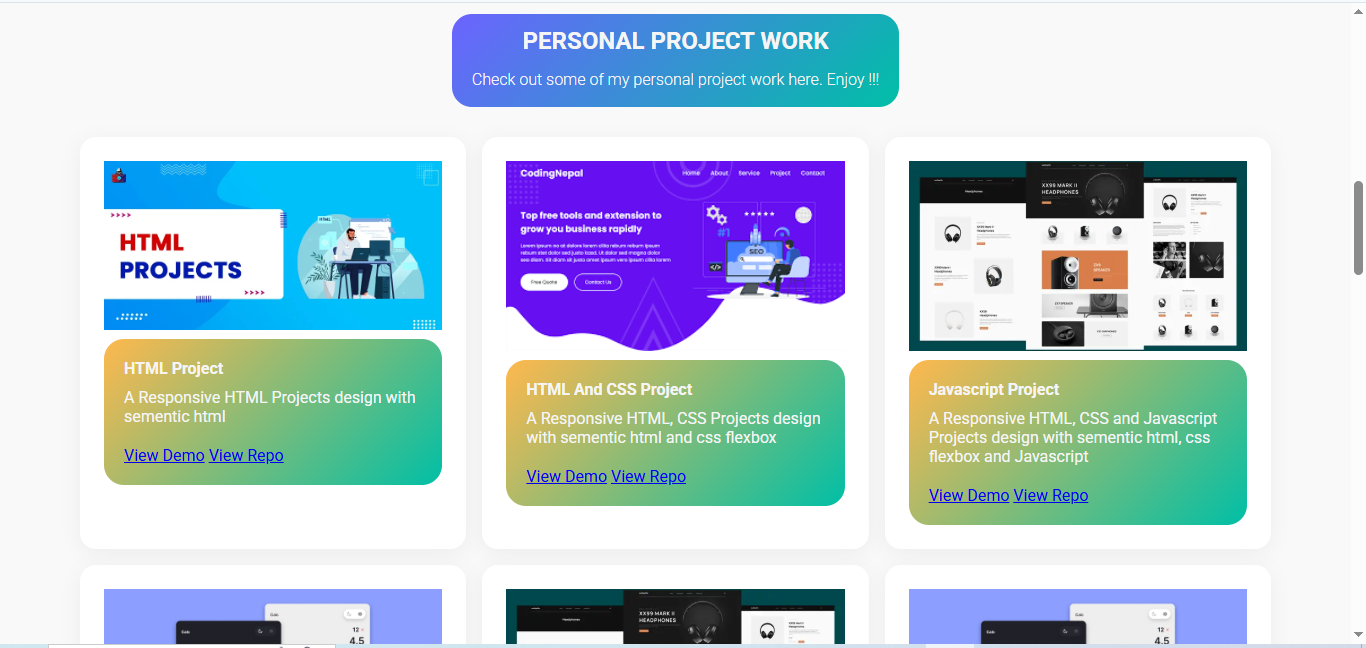 PERSONAL PROJECT WORK
Check out some of my personal project work here. Enjoy !!!
HTML
HTML
PROJECTS
HTML Project
A Responsive HTML Projects design with
sementic html
View Demo View Repo
CodingNepal
Home About Service Project Contact
Top free tools and extension to
grow you business rapidly
#1
SEO
Free Quote Contact Us
HTML And CSS Project
A Responsive HTML, CSS Projects design
with sementic html and css flexbox
View Demo View Repo
XX99 MARK II
HEADPHONES
Javascript Project
A Responsive HTML, CSS and Javascript
Projects design with sementic html, css
flexbox and Javascript
View Demo View Repo
12
4.5
XX99 MARK II
HEADPHONES
12
4.5